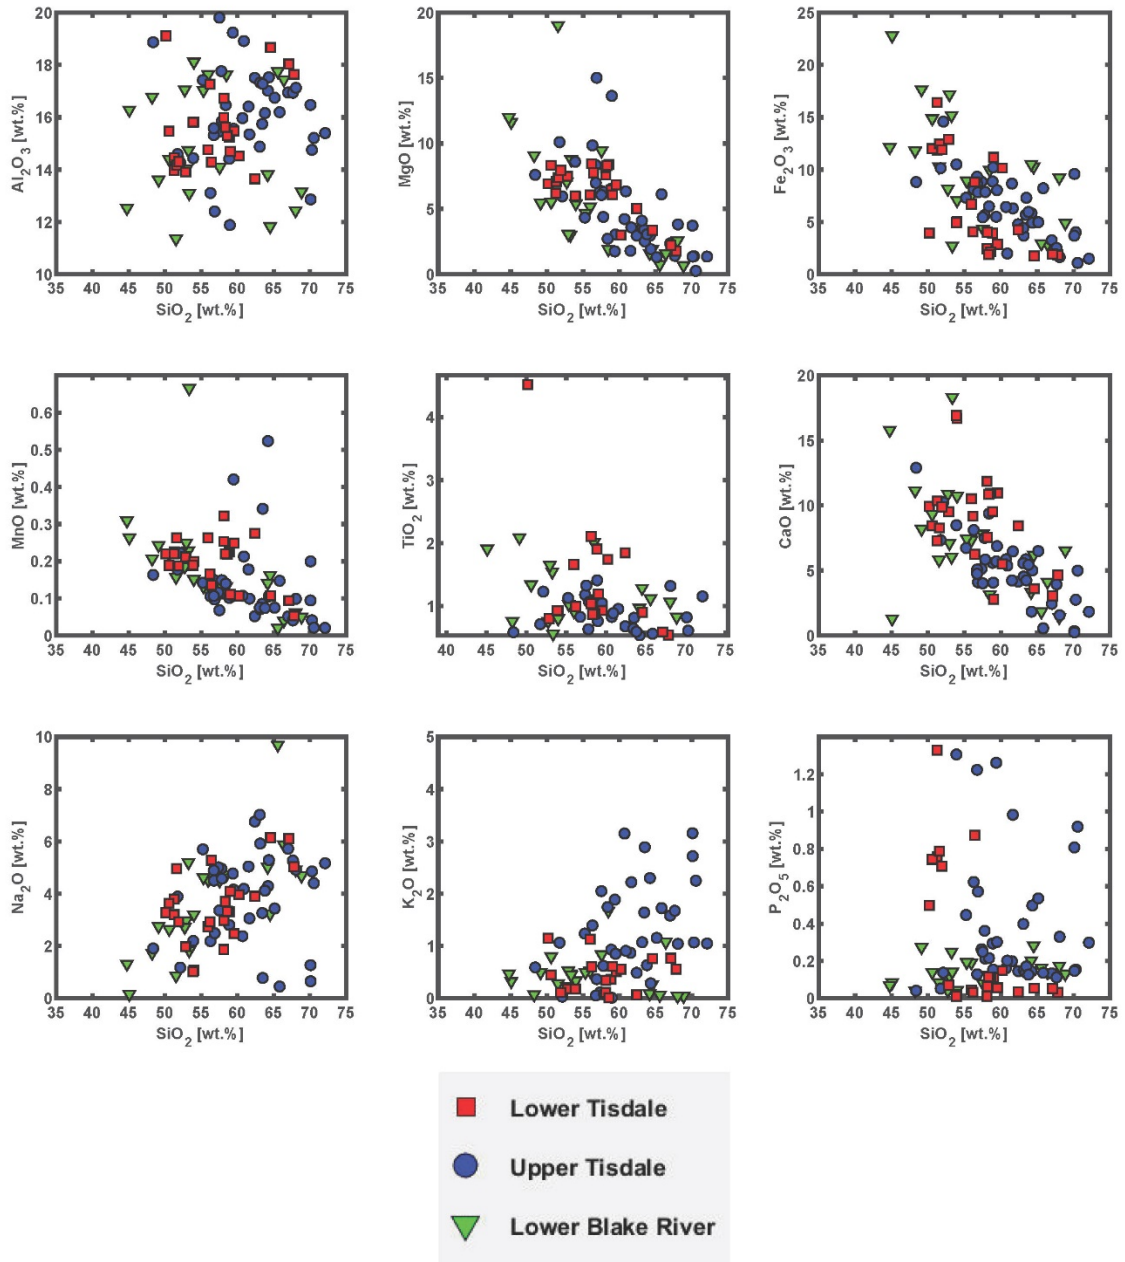 20
18
16
14
12
10
Al2O3 [wt.%]
35 40 45 50 55 60 65 70 75
SiO2 [wt.%]
20
15
10
5
0
MgO [wt.%]
35 40 45 50 55 60 65 70 75
SiO2 [wt.%]
25
20
15
10
5
0
Fe2O3 [wt.%]
35 40 45 50 55 60 65 70 75
SiO2 [wt.%]
0.6
0.5
0.4
0.3
0.2
0.1
0
MnO [wt.%]
35 40 45 50 55 60 65 70 75
SiO2 [wt.%]
4
3
2
1
TiO2 [wt.%]
40 45 50 55 60 65 70 75
SiO2 [wt.%]
20
15
10
5
0
CaO [wt.%]
35 40 45 50 55 60 65 70 75
SiO2 [wt.%]
10
8
6
4
2
0
Na2O [wt.%]
35 40 45 50 55 60 65 70 75
SiO2 [wt.%]
5
4
3
2
1
0
K2O [wt.%]
35 40 45 50 55 60 65 70 75
SiO2 [wt.%]
1.2
1
0.8
0.6
0.4
0.2
0
P2O5 [wt.%]
35 40 45 50 55 60 65 70 75
SiO2 [wt.%]
Lower Tisdale
Upper Tisdale
Lower Blake River